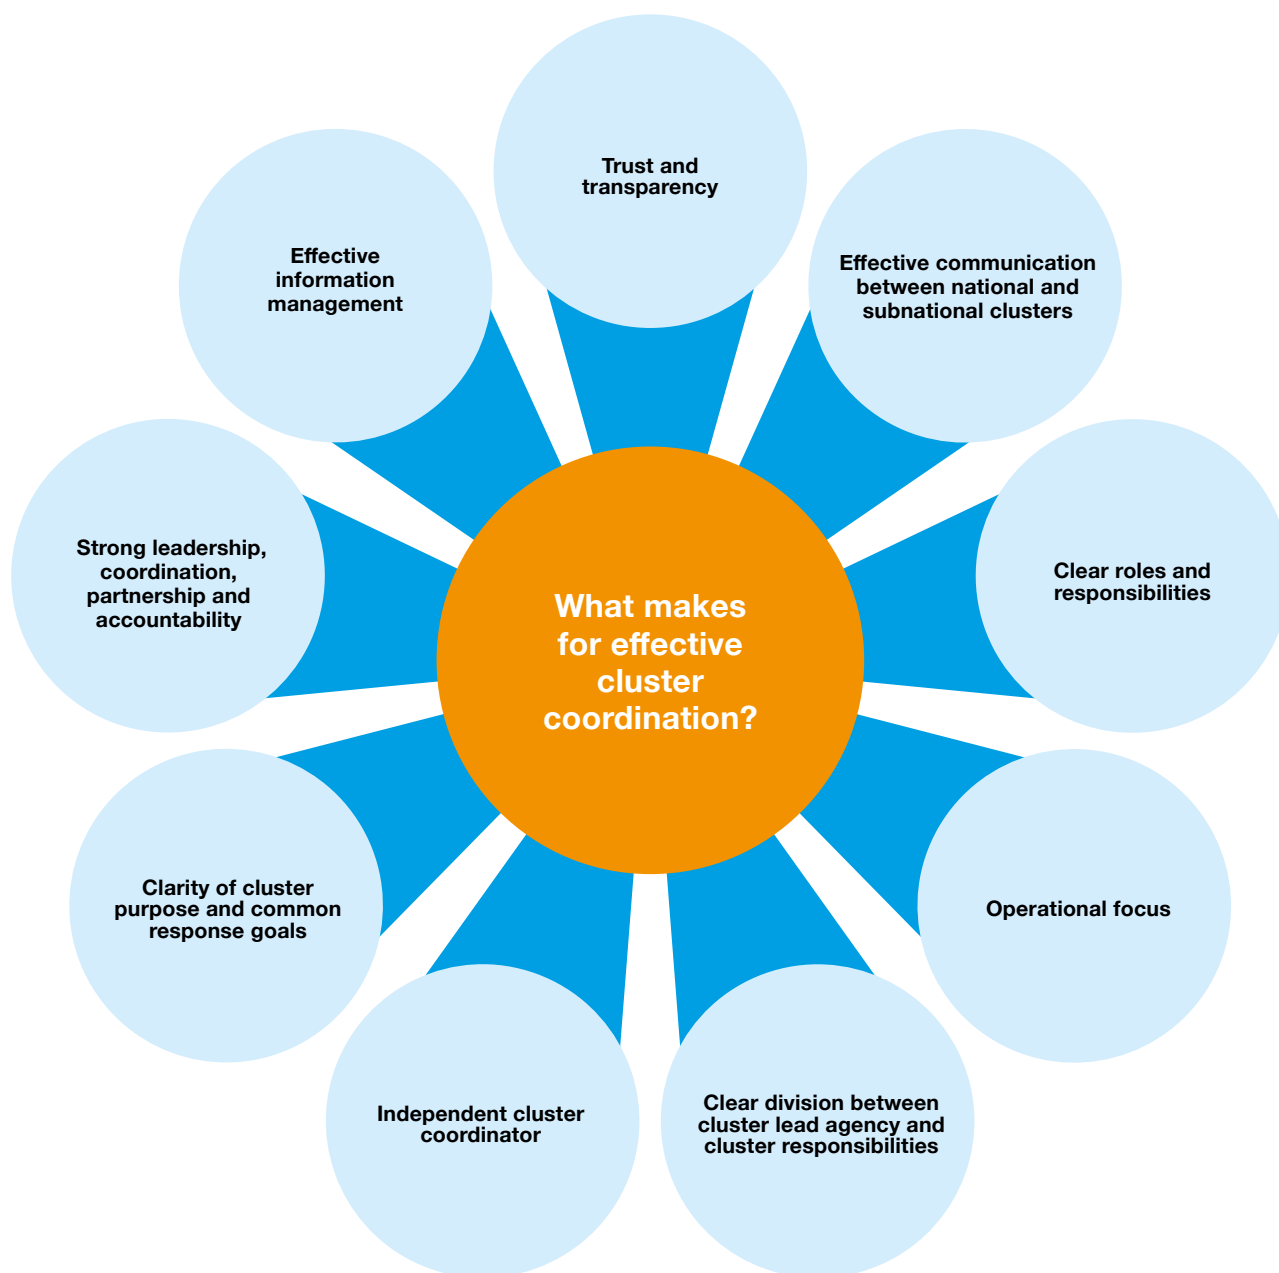 Trust and
transparency
Effective communication
between national and
subnational clusters
Clear roles and
responsibilities
Operational focus
Clear division between
cluster lead agency and
cluster responsibilities
Independent cluster
coordinator
Clarity of cluster
purpose and common
response goals
Strong leadership,
coordination,
partnership and
accountability
Effective
information
management
What makes
for effective
cluster
coordination?